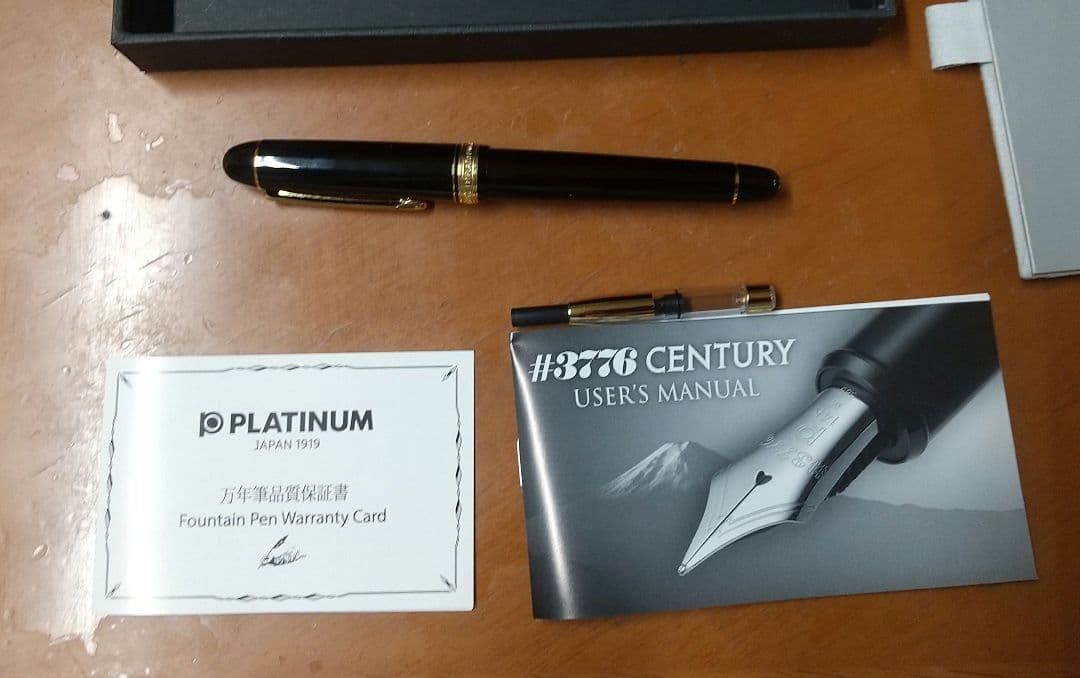 #3776 CENTURY
USER'S MANUAL
PLATINUM
JAPAN 1919
万年筆品質保証書
Fountain Pen Warranty Card